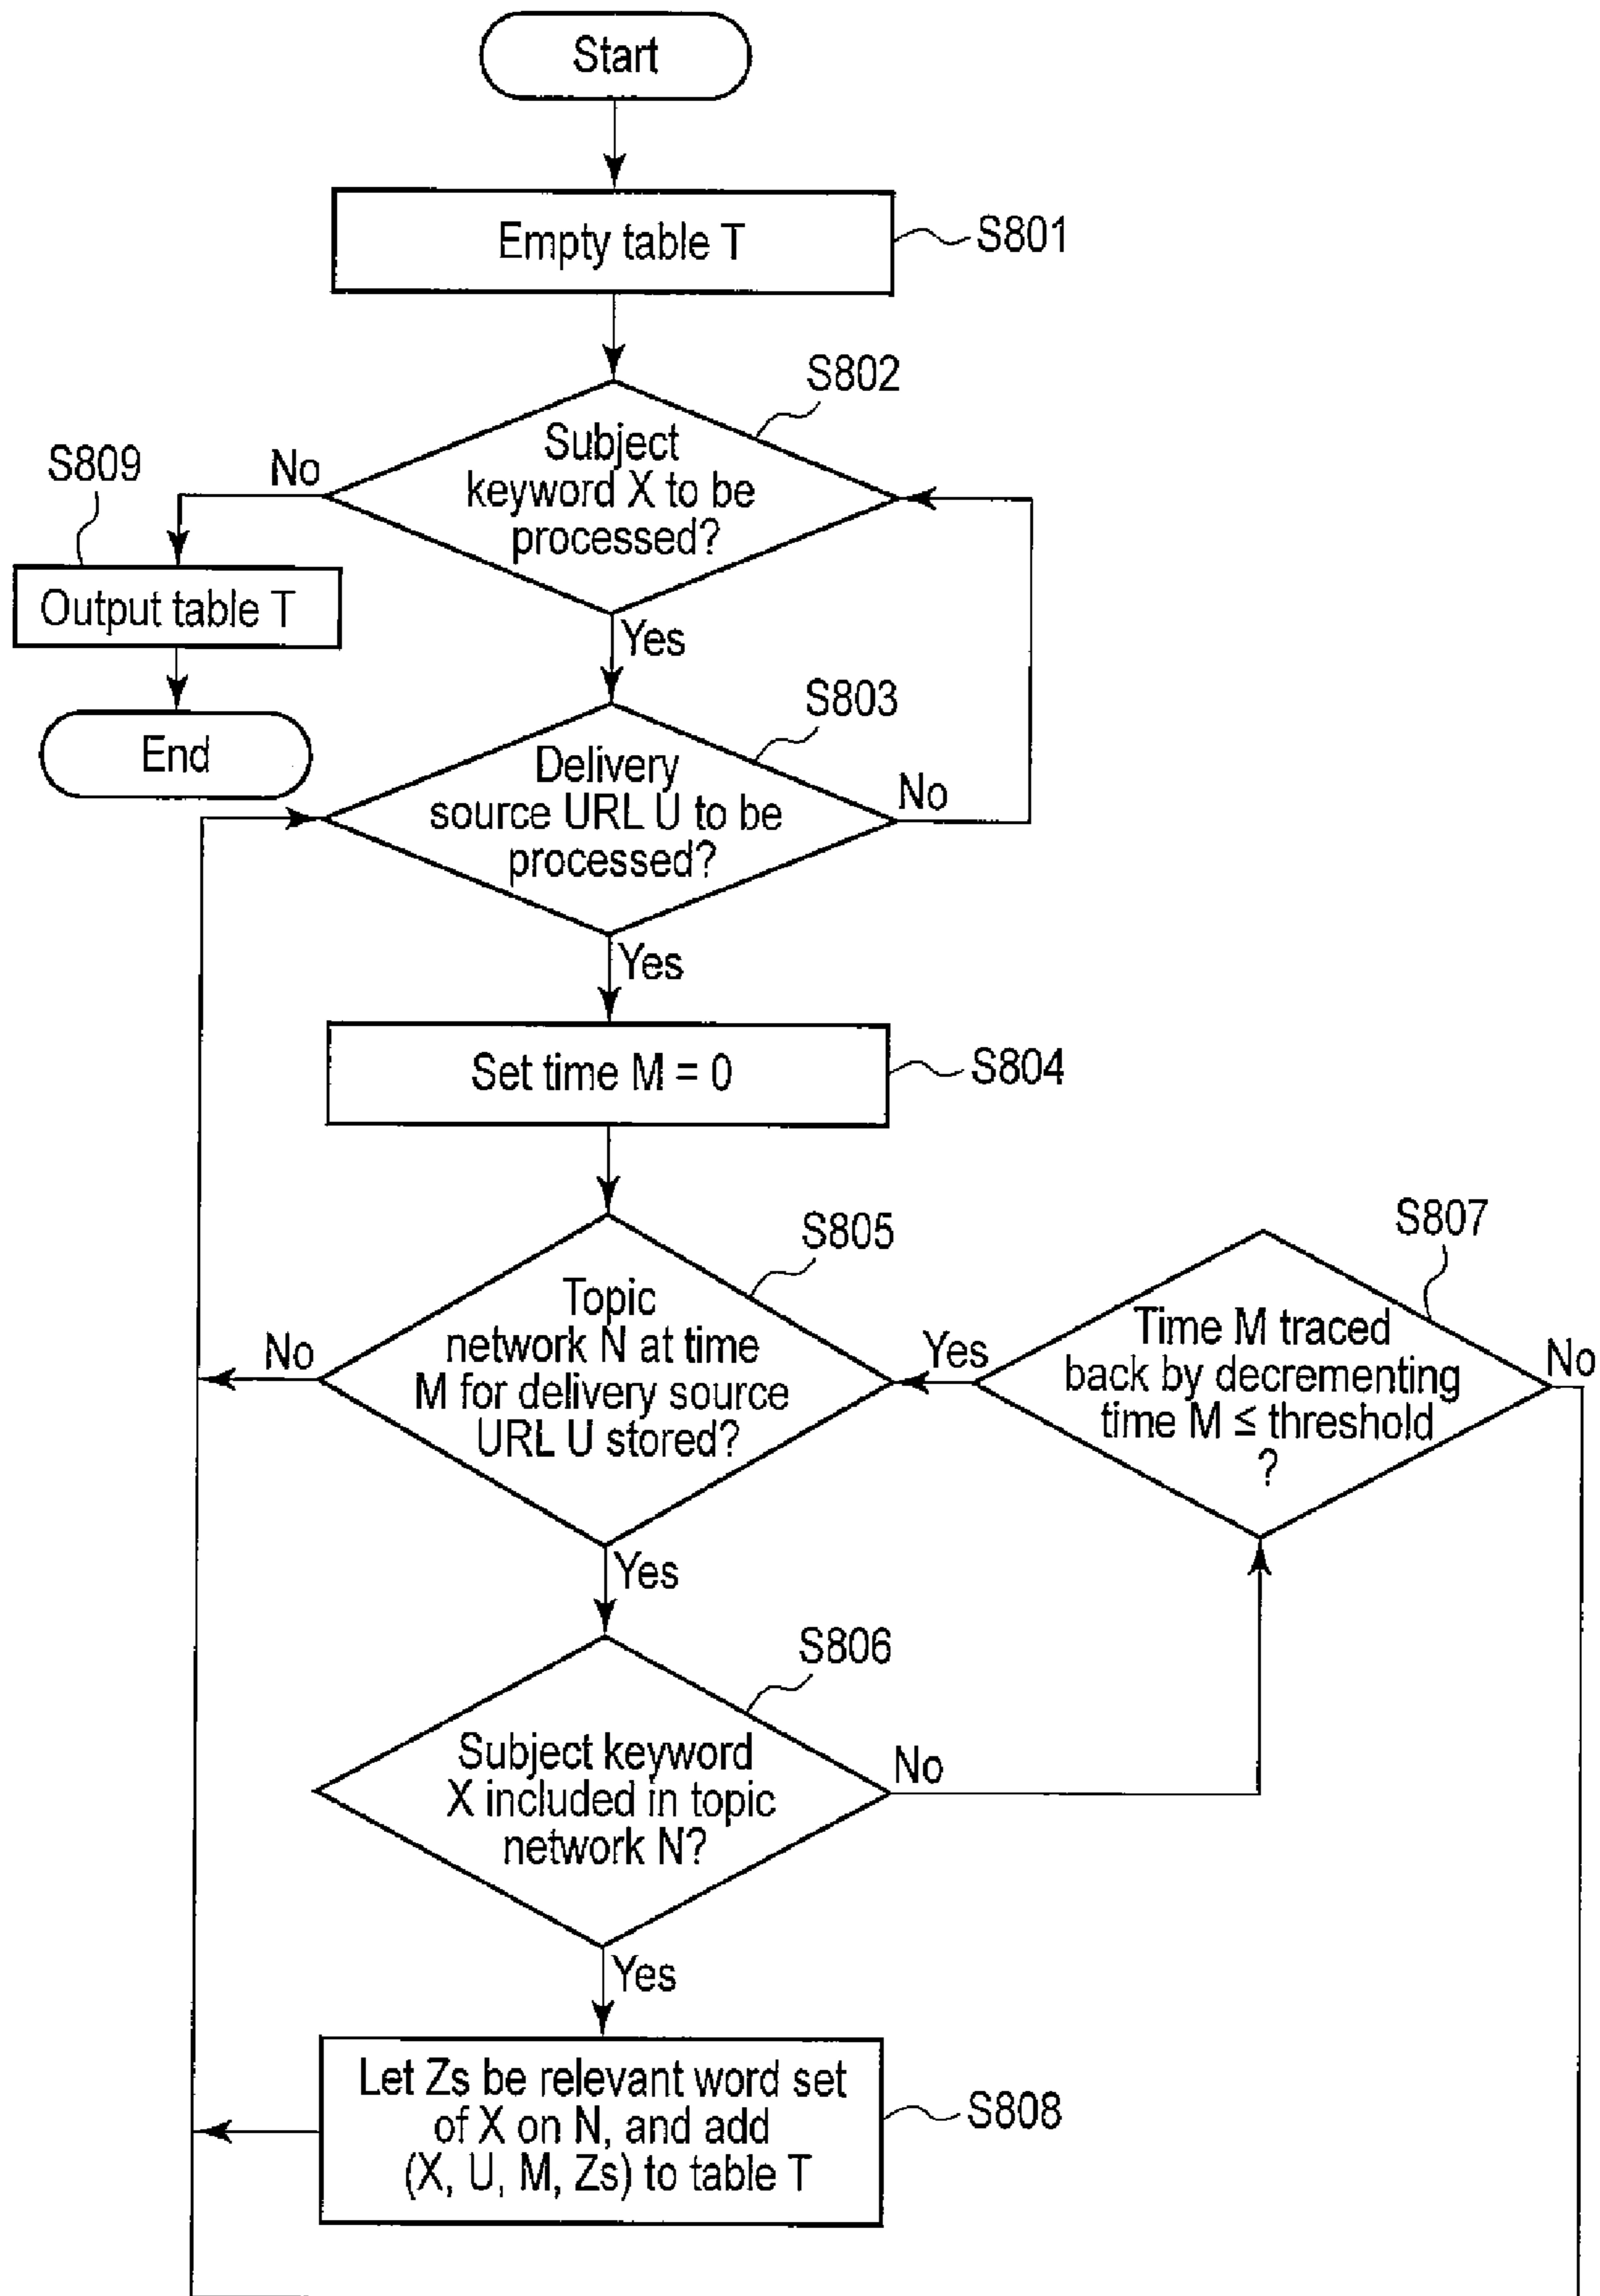 Start
Empty table T
S801
S802
Subject
keyword X to be
processed?
No
S809
Output table T
End
Yes
S803
Delivery
source URL U to be
processed?
No
Yes
Set time M = 0
S804
S805
Topic
network N at time
M for delivery source
URL U stored?
No
Yes
S807
Time M traced
back by decrementing
time M ≤ threshold
?
Yes
No
S806
Subject keyword
X included in topic
network N?
No
Yes
Let Zs be relevant word set
of X on N, and add
(X, U, M, Zs) to table T
S808